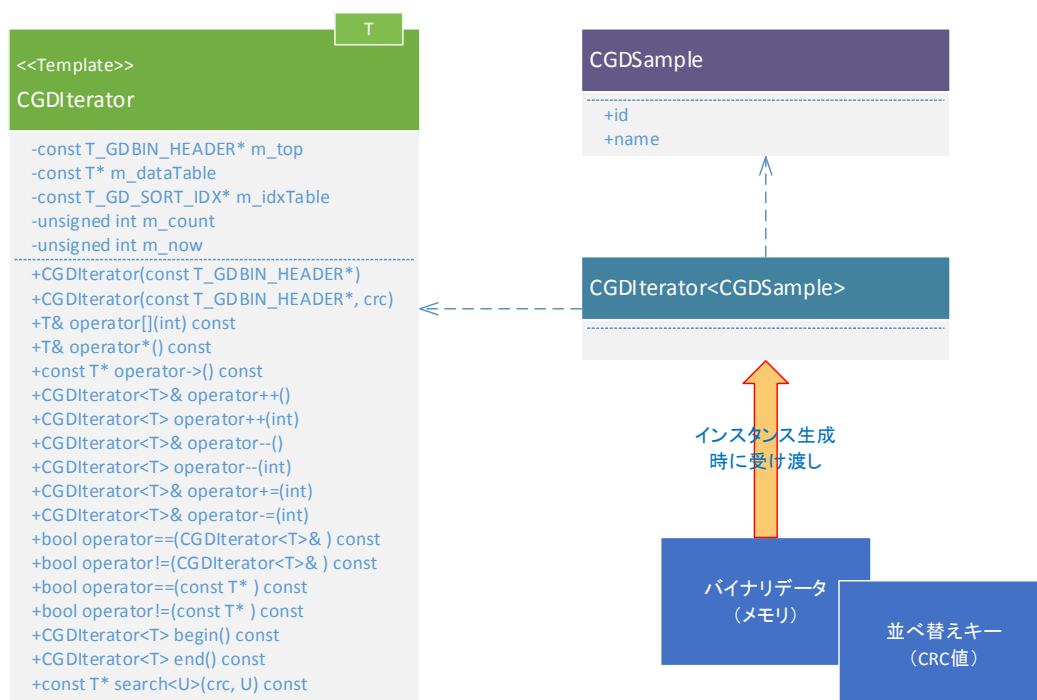 T
<<Template>>
CGDIterator
-const T_GDBIN_HEADER* m_top
-const T* m_dataTable
-const T_GD_SORT_IDX* m_idxTable
-unsigned int m_count
-unsigned int m_now
+CGDIterator(const T_GDBIN_HEADER*)
+CGDIterator(const T_GDBIN_HEADER*, crc)
+T& operator[](int) const
+T& operator*() const
+const T* operator->() const
+CGDIterator<T>& operator++()
+CGDIterator<T> operator++(int)
+CGDIterator<T>& operator--()
+CGDIterator<T> operator--(int)
+CGDIterator<T>& operator+=(int)
+CGDIterator<T>& operator-=(int)
+bool operator==(CGDIterator<T>& ) const
+bool operator!=(CGDIterator<T>& ) const
+bool operator==(const T* ) const
+bool operator!=(const T* ) const
+CGDIterator<T> begin() const
+CGDIterator<T> end() const
+const T* search<U>(crc, U) const
CGDSample
+id
+name
CGDIterator<CGDSample>
インスタンス生成
時に受け渡し
バイナリデータ
（メモリ）
並べ替えキー
（CRC値）